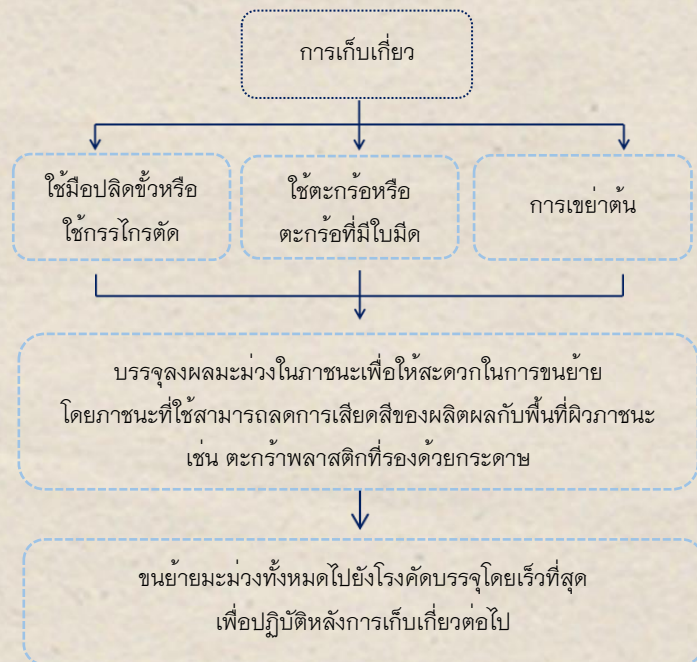 การเก็บเกี่ยว
ใช้มือปลิดขั้วหรือ
ใช้กรรไกรตัด
ใช้ตะกร้อหรือ
ตะกร้อที่มีใบมีด
การเขย่าต้น
บรรจุลงผลมะม่วงในภาชนะเพื่อให้สะดวกในการขนย้าย
โดยภาชนะที่ใช้สามารถลดการเสียดสีของผลิตผลกับพื้นที่ผิวภาชนะ
เช่น ตะกร้าพลาสติกที่รองด้วยกระดาษ
ขนย้ายมะม่วงทั้งหมดไปยังโรงคัดบรรจุโดยเร็วที่สุด
เพื่อปฏิบัติหลังการเก็บเกี่ยวต่อไป